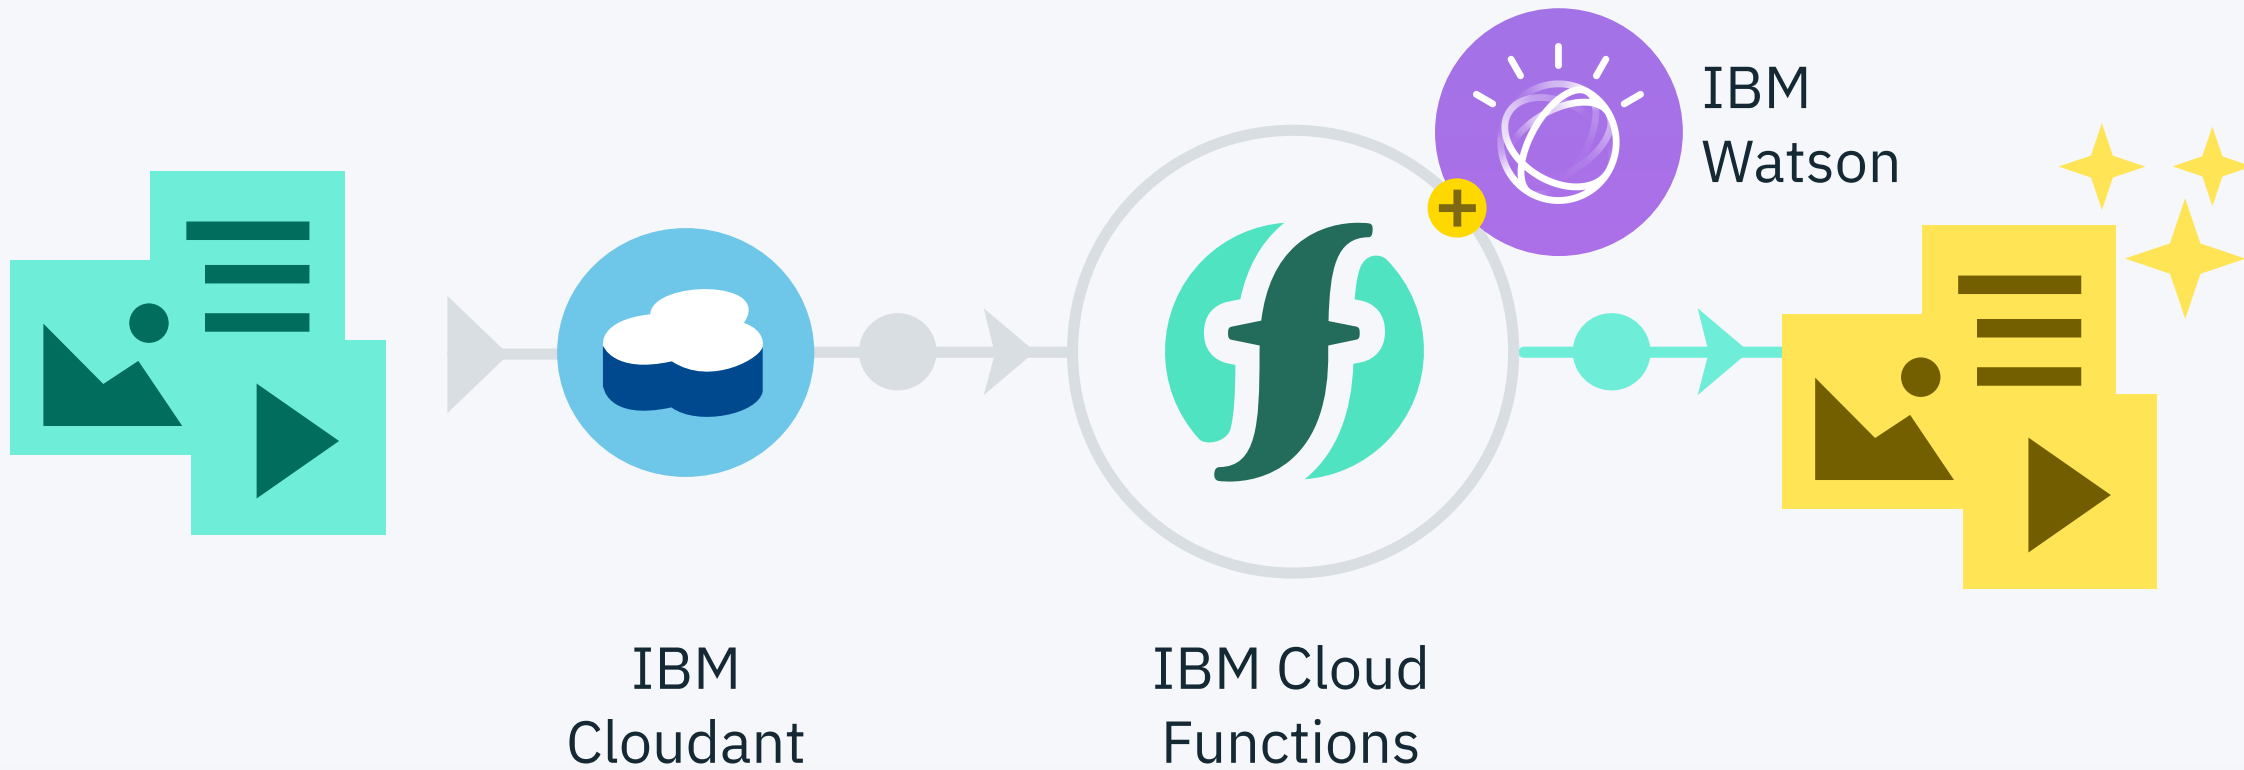 IBM
Watson
IBM
Cloudant
IBM Cloud
Functions